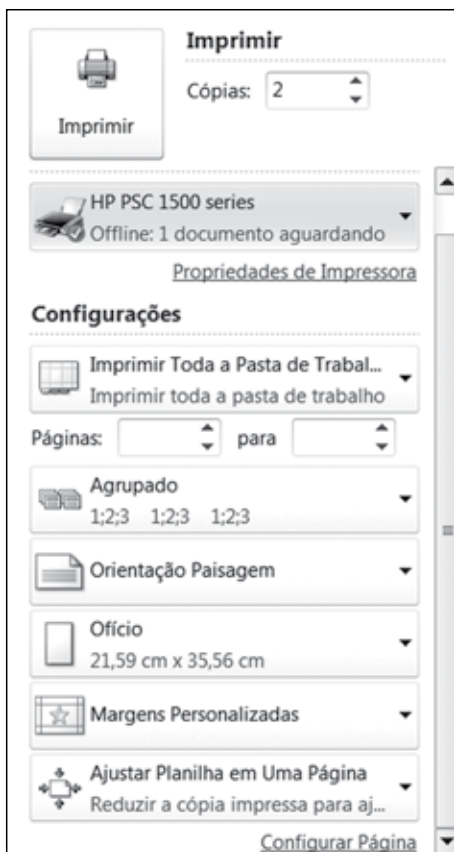 Imprimir
Cópias: 2
Imprimir
HP PSC 1500 series
Offline: 1 documento aguardando
Propriedades de Impressora
Configurações
Imprimir Toda a Pasta de Trabal...
Imprimir toda a pasta de trabalho
Páginas: para
Agrupado
1;2;3 1;2;3 1;2;3
Orientação Paisagem
Ofício
21,59 cm x 35,56 cm
Margens Personalizadas
Ajustar Planilha em Uma Página
Reduzir a cópia impressa para aj...
Configurar Página